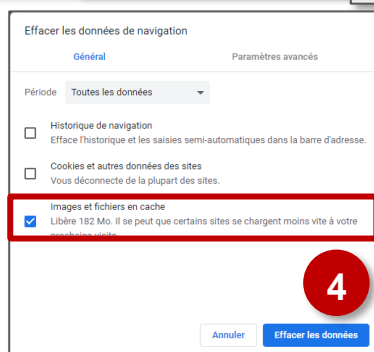 Effacer les données de navigation
Général
Paramètres avancés
Période Toutes les données
Historique de navigation
Efface l'historique et les saisies semi-automatiques dans la barre d'adresse.
Cookies et autres données des sites
Vous déconnecte de la plupart des sites.
Images et fichiers en cache
Libère 182 Mo. Il se peut que certains sites se chargent moins vite à votre
prochaine visite.
4
Annuler
Effacer les données